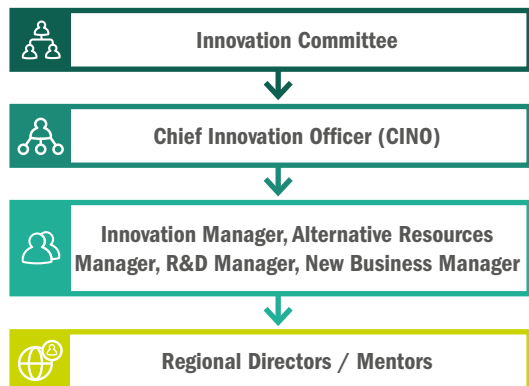 Innovation Committee
Chief Innovation Officer (CINO)
Innovation Manager, Alternative Resources
Manager, R&D Manager, New Business Manager
Regional Directors / Mentors